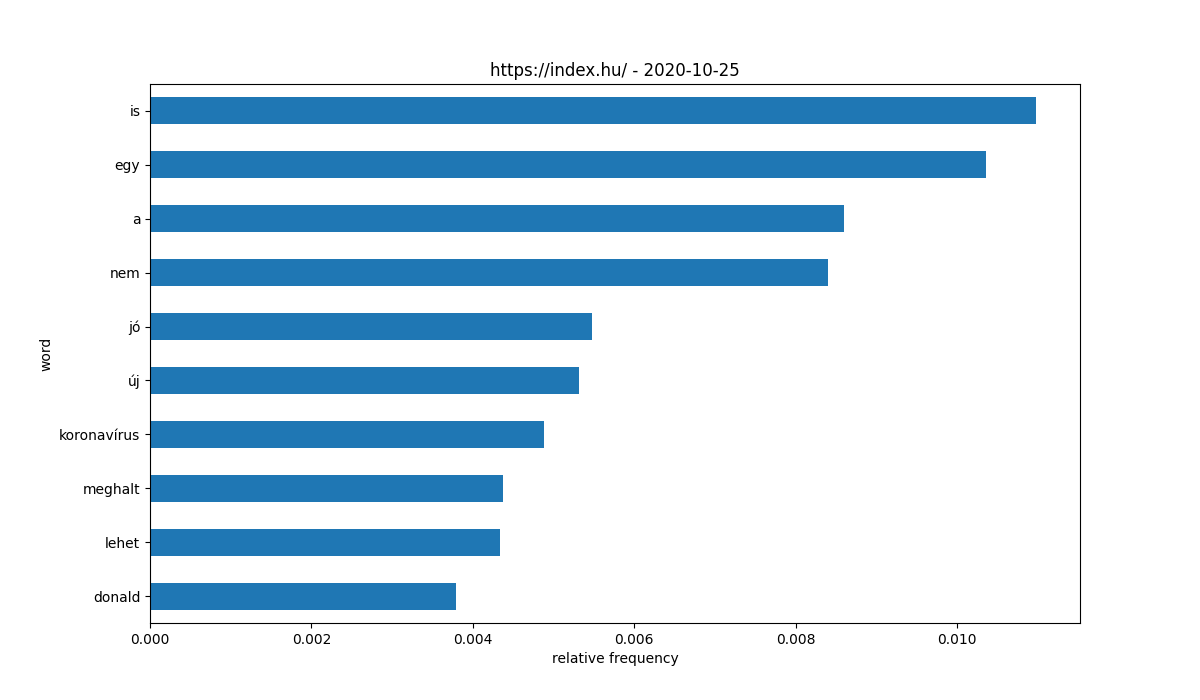 https://index.hu/ - 2020-10-25
is
egy
a
nem
jó
új
koronavírus
meghalt
lehet
donald
word
0.000 0.002 0.004 0.006 0.008 0.010
relative frequency